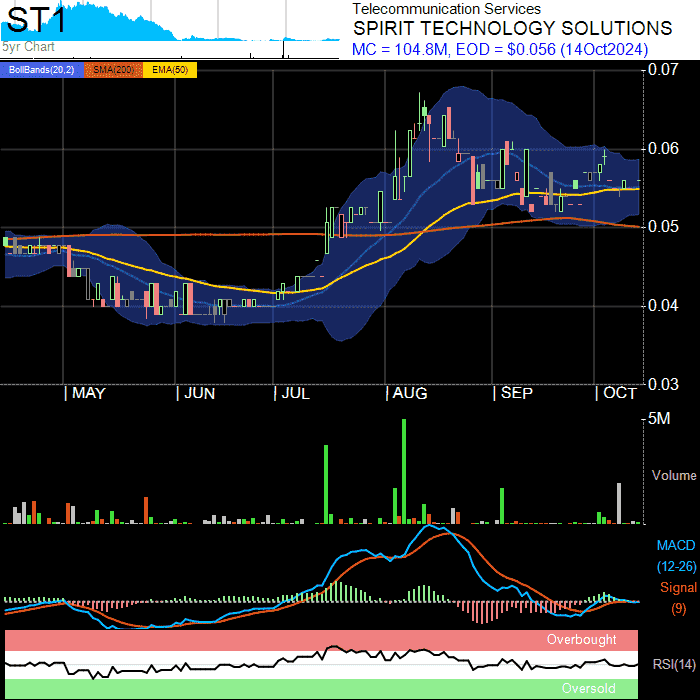 ST1
5yr Chart
Telecommunication Services
SPIRIT TECHNOLOGY SOLUTIONS
MC = 104.8M, EOD = $0.056 (14Oct2024)
BollBands(20,2) SMA(200) EMA(50)
0.07
0.06
0.05
0.04
0.03
MAY JUN JUL AUG SEP OCT
5M
Volume
MACD
(12-26)
Signal
(9)
Overbought
RSI(14)
Oversold